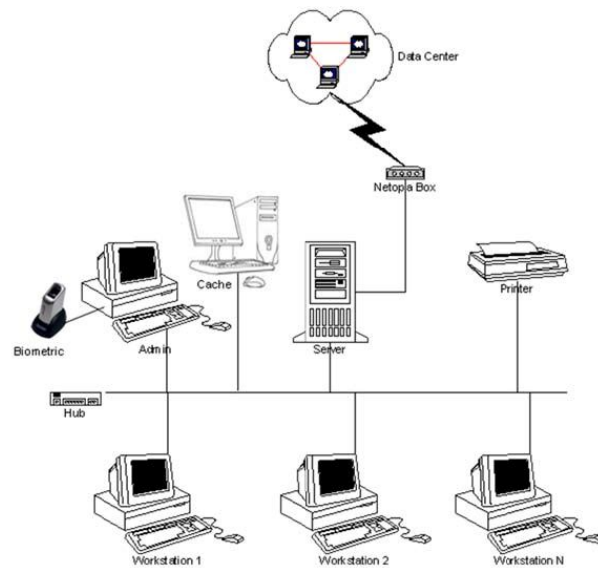 Data Center
Netopia Box
Cache
Printer
Biometric
Admin
Server
Hub
Workstation 1
Workstation 2
Workstation N